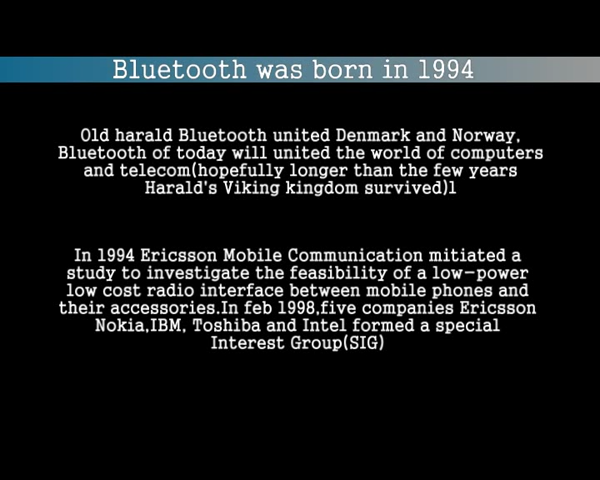 Bluetooth was born in 1994
Old harald Bluetooth united Denmark and Norway,
Bluetooth of today will united the world of computers
and telecom(hopefully longer than the few years
Harald's Viking kingdom survived)1
In 1994 Ericsson Mobile Communication mitiated a
study to investigate the feasibility of a low-power
low cost radio interface between mobile phones and
their accessories.In feb 1998,five companies Ericsson
Nokia,IBM, Toshiba and Intel formed a special
Interest Group(SIG)